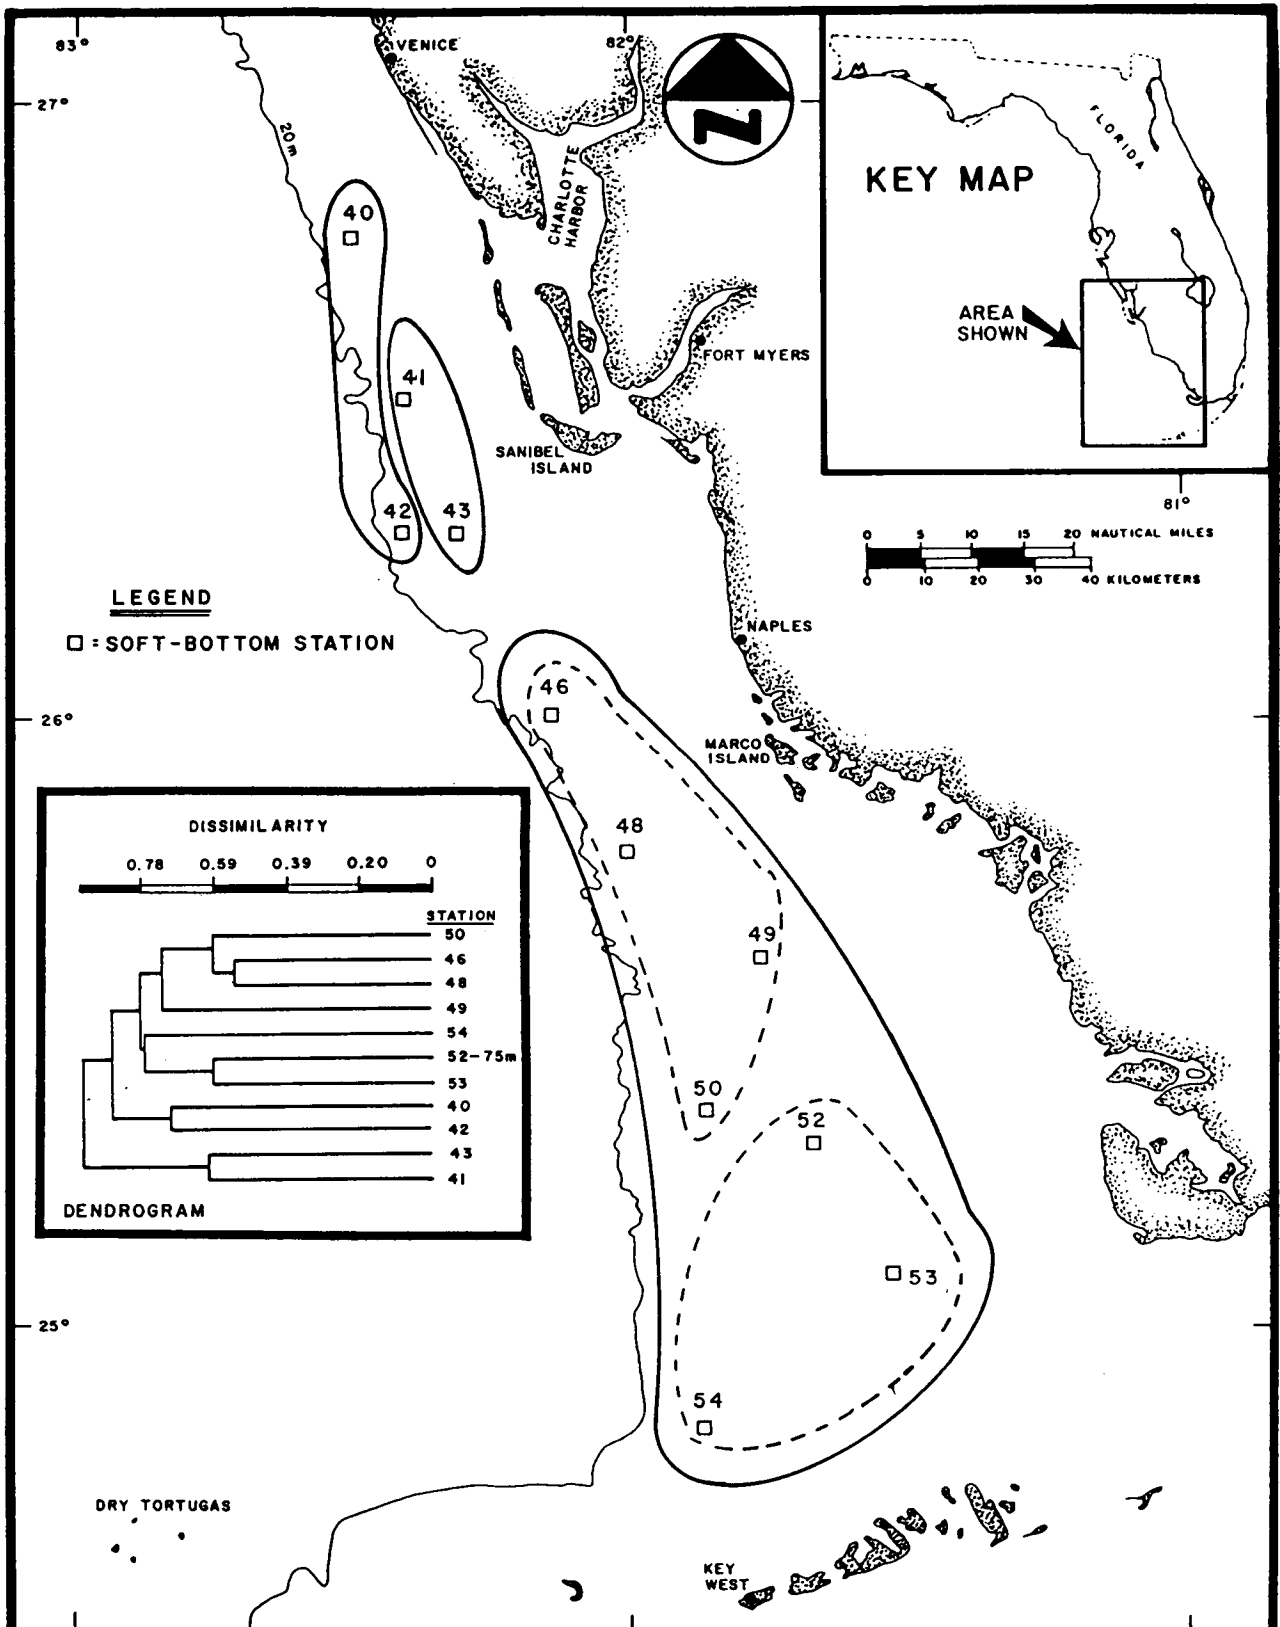 83°
82°
VENICE
27°
20m
N
CHARLOTTE
HARBOR
FLORIDA
KEY MAP
40
AREA
SHOWN
FORT MYERS
41
SANIBEL
ISLAND
81°
42
43
0 5 10 15 20 NAUTICAL MILES
0 10 20 30 40 KILOMETERS
LEGEND
□ = SOFT-BOTTOM STATION
NAPLES
46
26°
MARCO
ISLAND
48
49
50
52
53
25°
54
DISSIMILARITY
0.78 0.59 0.39 0.20 0
STATION
50
46
48
49
54
52-75m
53
40
42
43
41
DENDROGRAM
DRY TORTUGAS
KEY
WEST